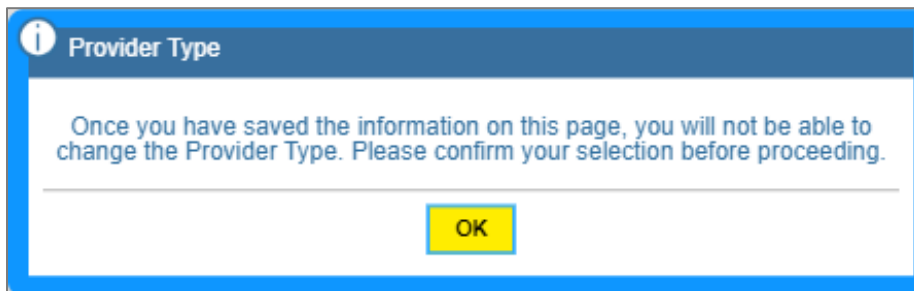 Provider Type
Once you have saved the information on this page, you will not be able to
change the Provider Type. Please confirm your selection before proceeding.
OK